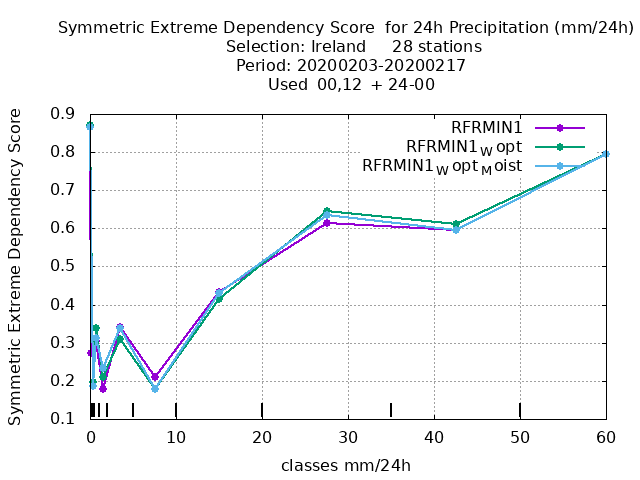 Symmetric Extreme Dependency Score  for 24h Precipitation (mm/24h)
Selection: Ireland     28 stations
Period: 20200203-20200217
Used  00,12  + 24-00
RFRMIN1
RFRMIN1Wopt
RFRMIN1WoptMoist
Symmetric Extreme Dependency Score
0.9
0.8
0.7
0.6
0.5
0.4
0.3
0.2
0.1
0 10 20 30 40 50 60
classes mm/24h